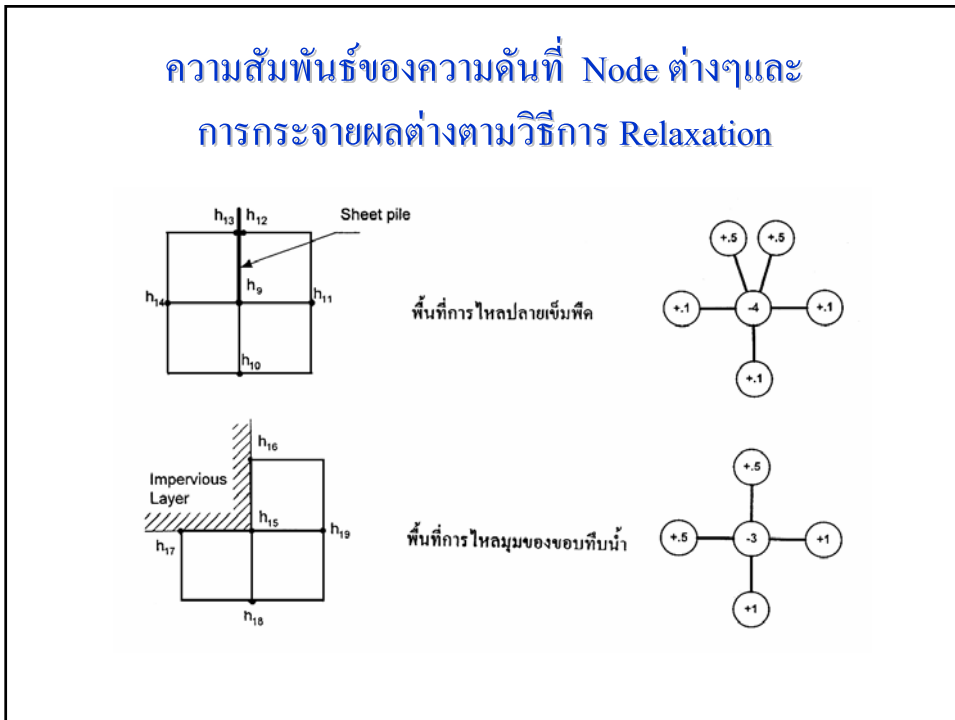 ความสัมพันธ์ของความดันที่ Node ต่างๆและ
การกระจายผลต่างตามวิธีการ Relaxation
h13 h12
Sheet pile
h14
h9
h11
h10
พื้นที่การไหลปลายเข็มพืด
+.5 +.5
+.1 -4 +.1
+.1
h16
Impervious
Layer
h15
h19
h17
h18
พื้นที่การไหลมุมของขอบทึบน้ำ
+.5
+.5 -3 +1
+1